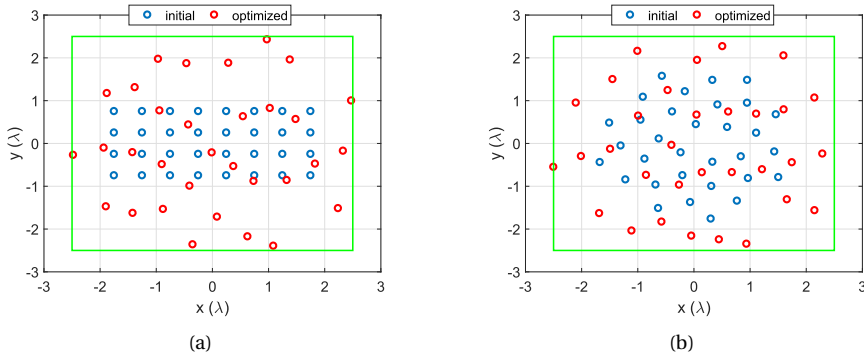 initial optimized
3
2
1
0
-1
-2
-3
y (λ)
-3 -2 -1 0 1 2 3
x (λ)
(a)
initial optimized
3
2
1
0
-1
-2
-3
y (λ)
-3 -2 -1 0 1 2 3
x (λ)
(b)